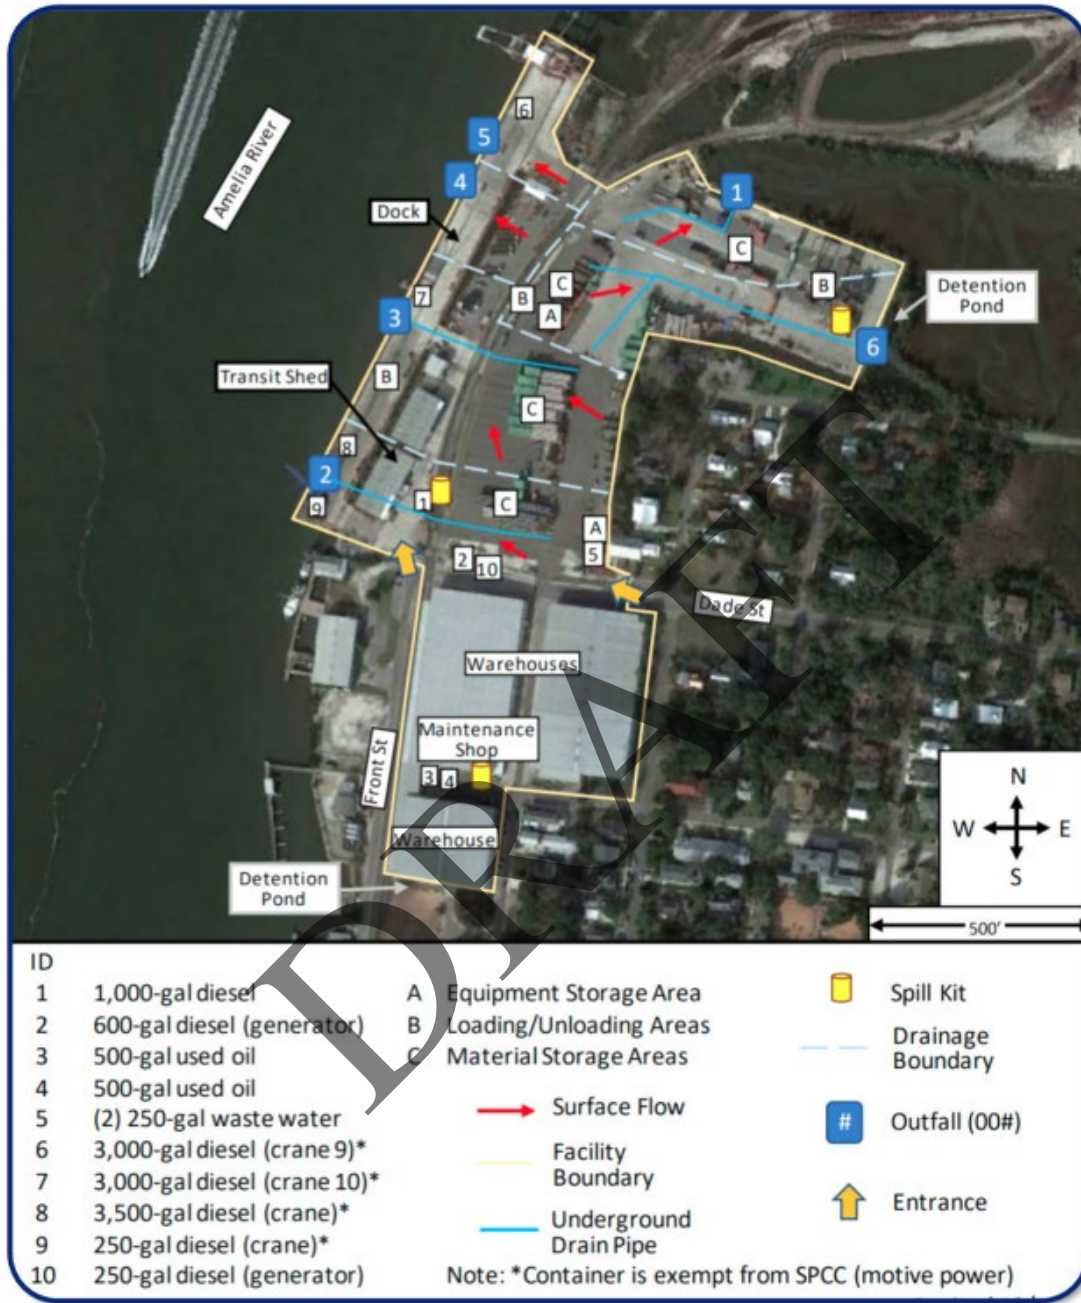 5
6
4
1
Amelia River
Dock
C
B
Detention
Pond
7
B
C
A
3
6
Transit Shed
B
C
8
2
1
C
9
A
5
2
10
Dade St
Warehouses
Maintenance
Shop
3
4
Front St
Warehouse
Detention
Pond
N
W E
S
500'
DRAFT
ID
1 1,000-gal diesel
2 600-gal diesel (generator)
3 500-gal used oil
4 500-gal used oil
5 (2) 250-gal waste water
6 3,000-gal diesel (crane 9)*
7 3,000-gal diesel (crane 10)*
8 3,500-gal diesel (crane)*
9 250-gal diesel (crane)*
10 250-gal diesel (generator)
A Equipment Storage Area
B Loading/Unloading Areas
C Material Storage Areas
Surface Flow
Facility
Boundary
Underground
Drain Pipe
Spill Kit
Drainage
Boundary
# Outfall (00#)
Entrance
Note: *Container is exempt from SPCC (motive power)